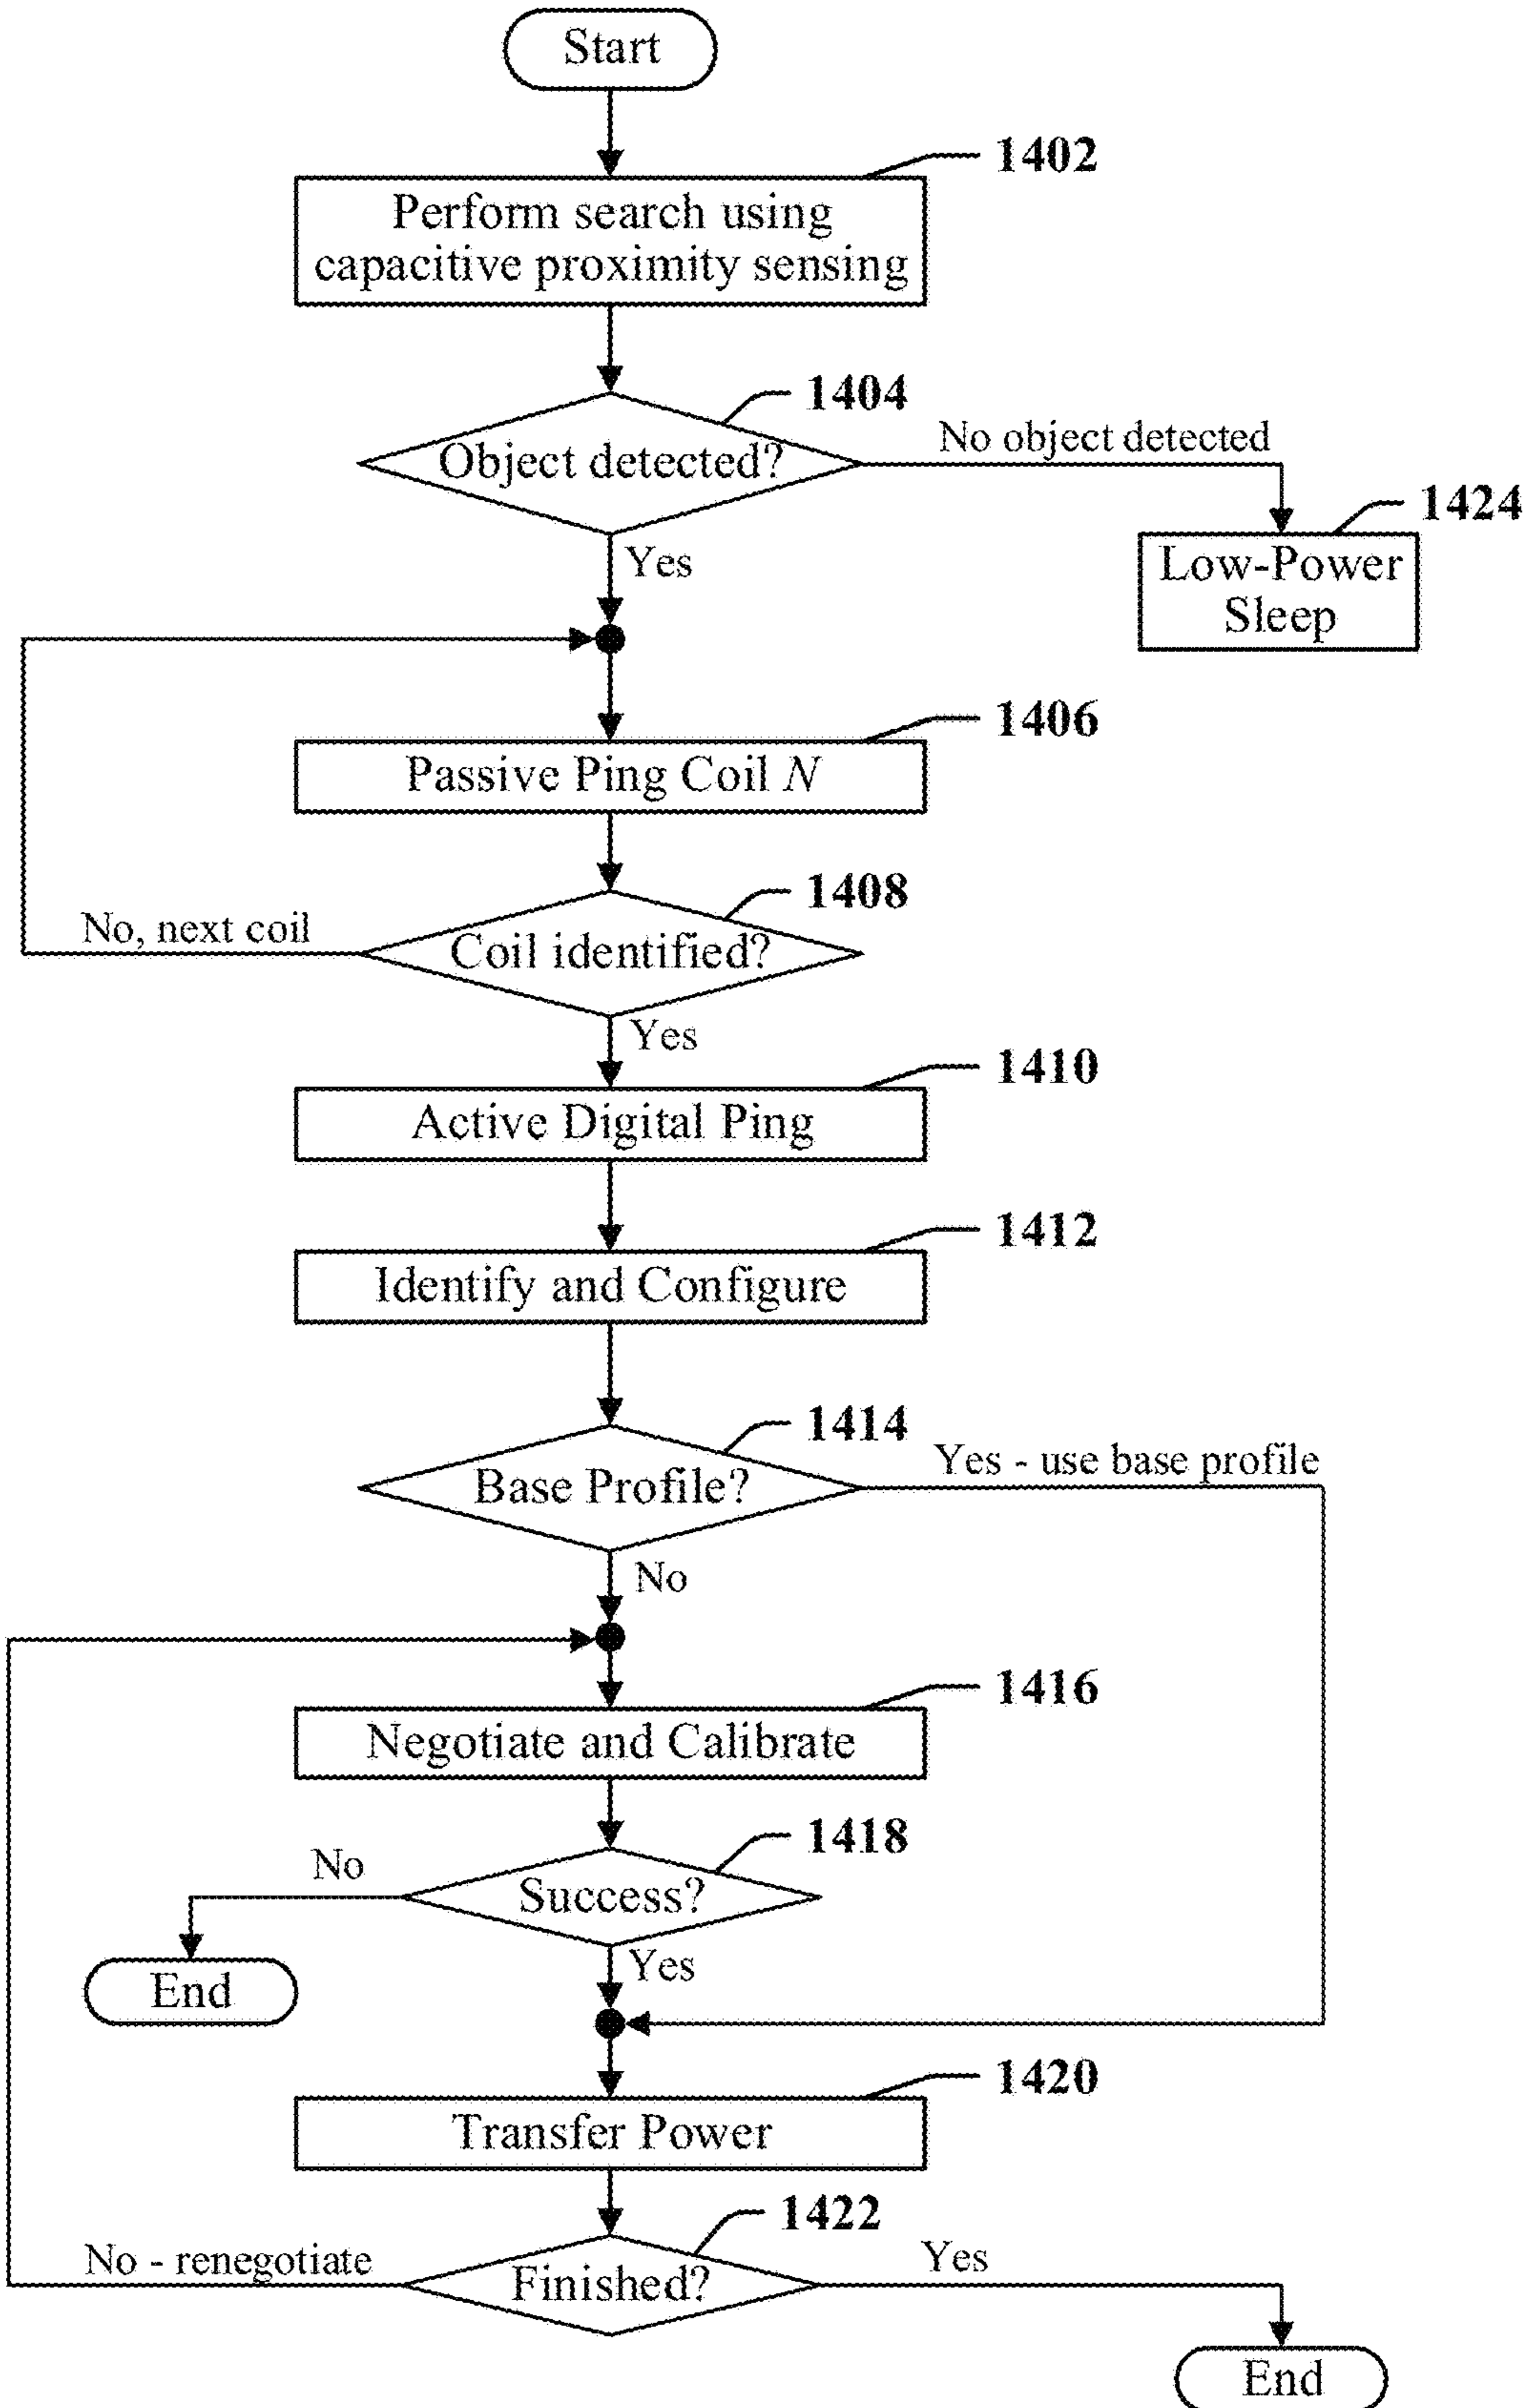 Start
1402
Perform search using
capacitive proximity sensing
1404
Object detected?
No object detected
1424
Low-Power
Sleep
Yes
1406
Passive Ping Coil N
1408
No, next coil
Coil identified?
Yes
1410
Active Digital Ping
1412
Identify and Configure
1414
Base Profile?
Yes - use base profile
No
1416
Negotiate and Calibrate
1418
No
Success?
End
Yes
1420
Transfer Power
1422
No - renegotiate
Finished?
Yes
End